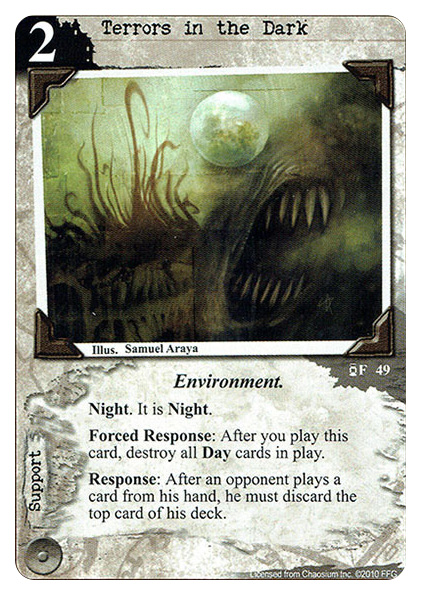 2
Terrors in the Dark
Illus. Samuel Araya
F 49
Environment.
Night. It is Night.
Forced Response: After you play this
card, destroy all Day cards in play.
Response: After an opponent plays a
card from his hand, he must discard the
top card of his deck.
Support
Licensed from Chaosium Inc. ©2010 FFG